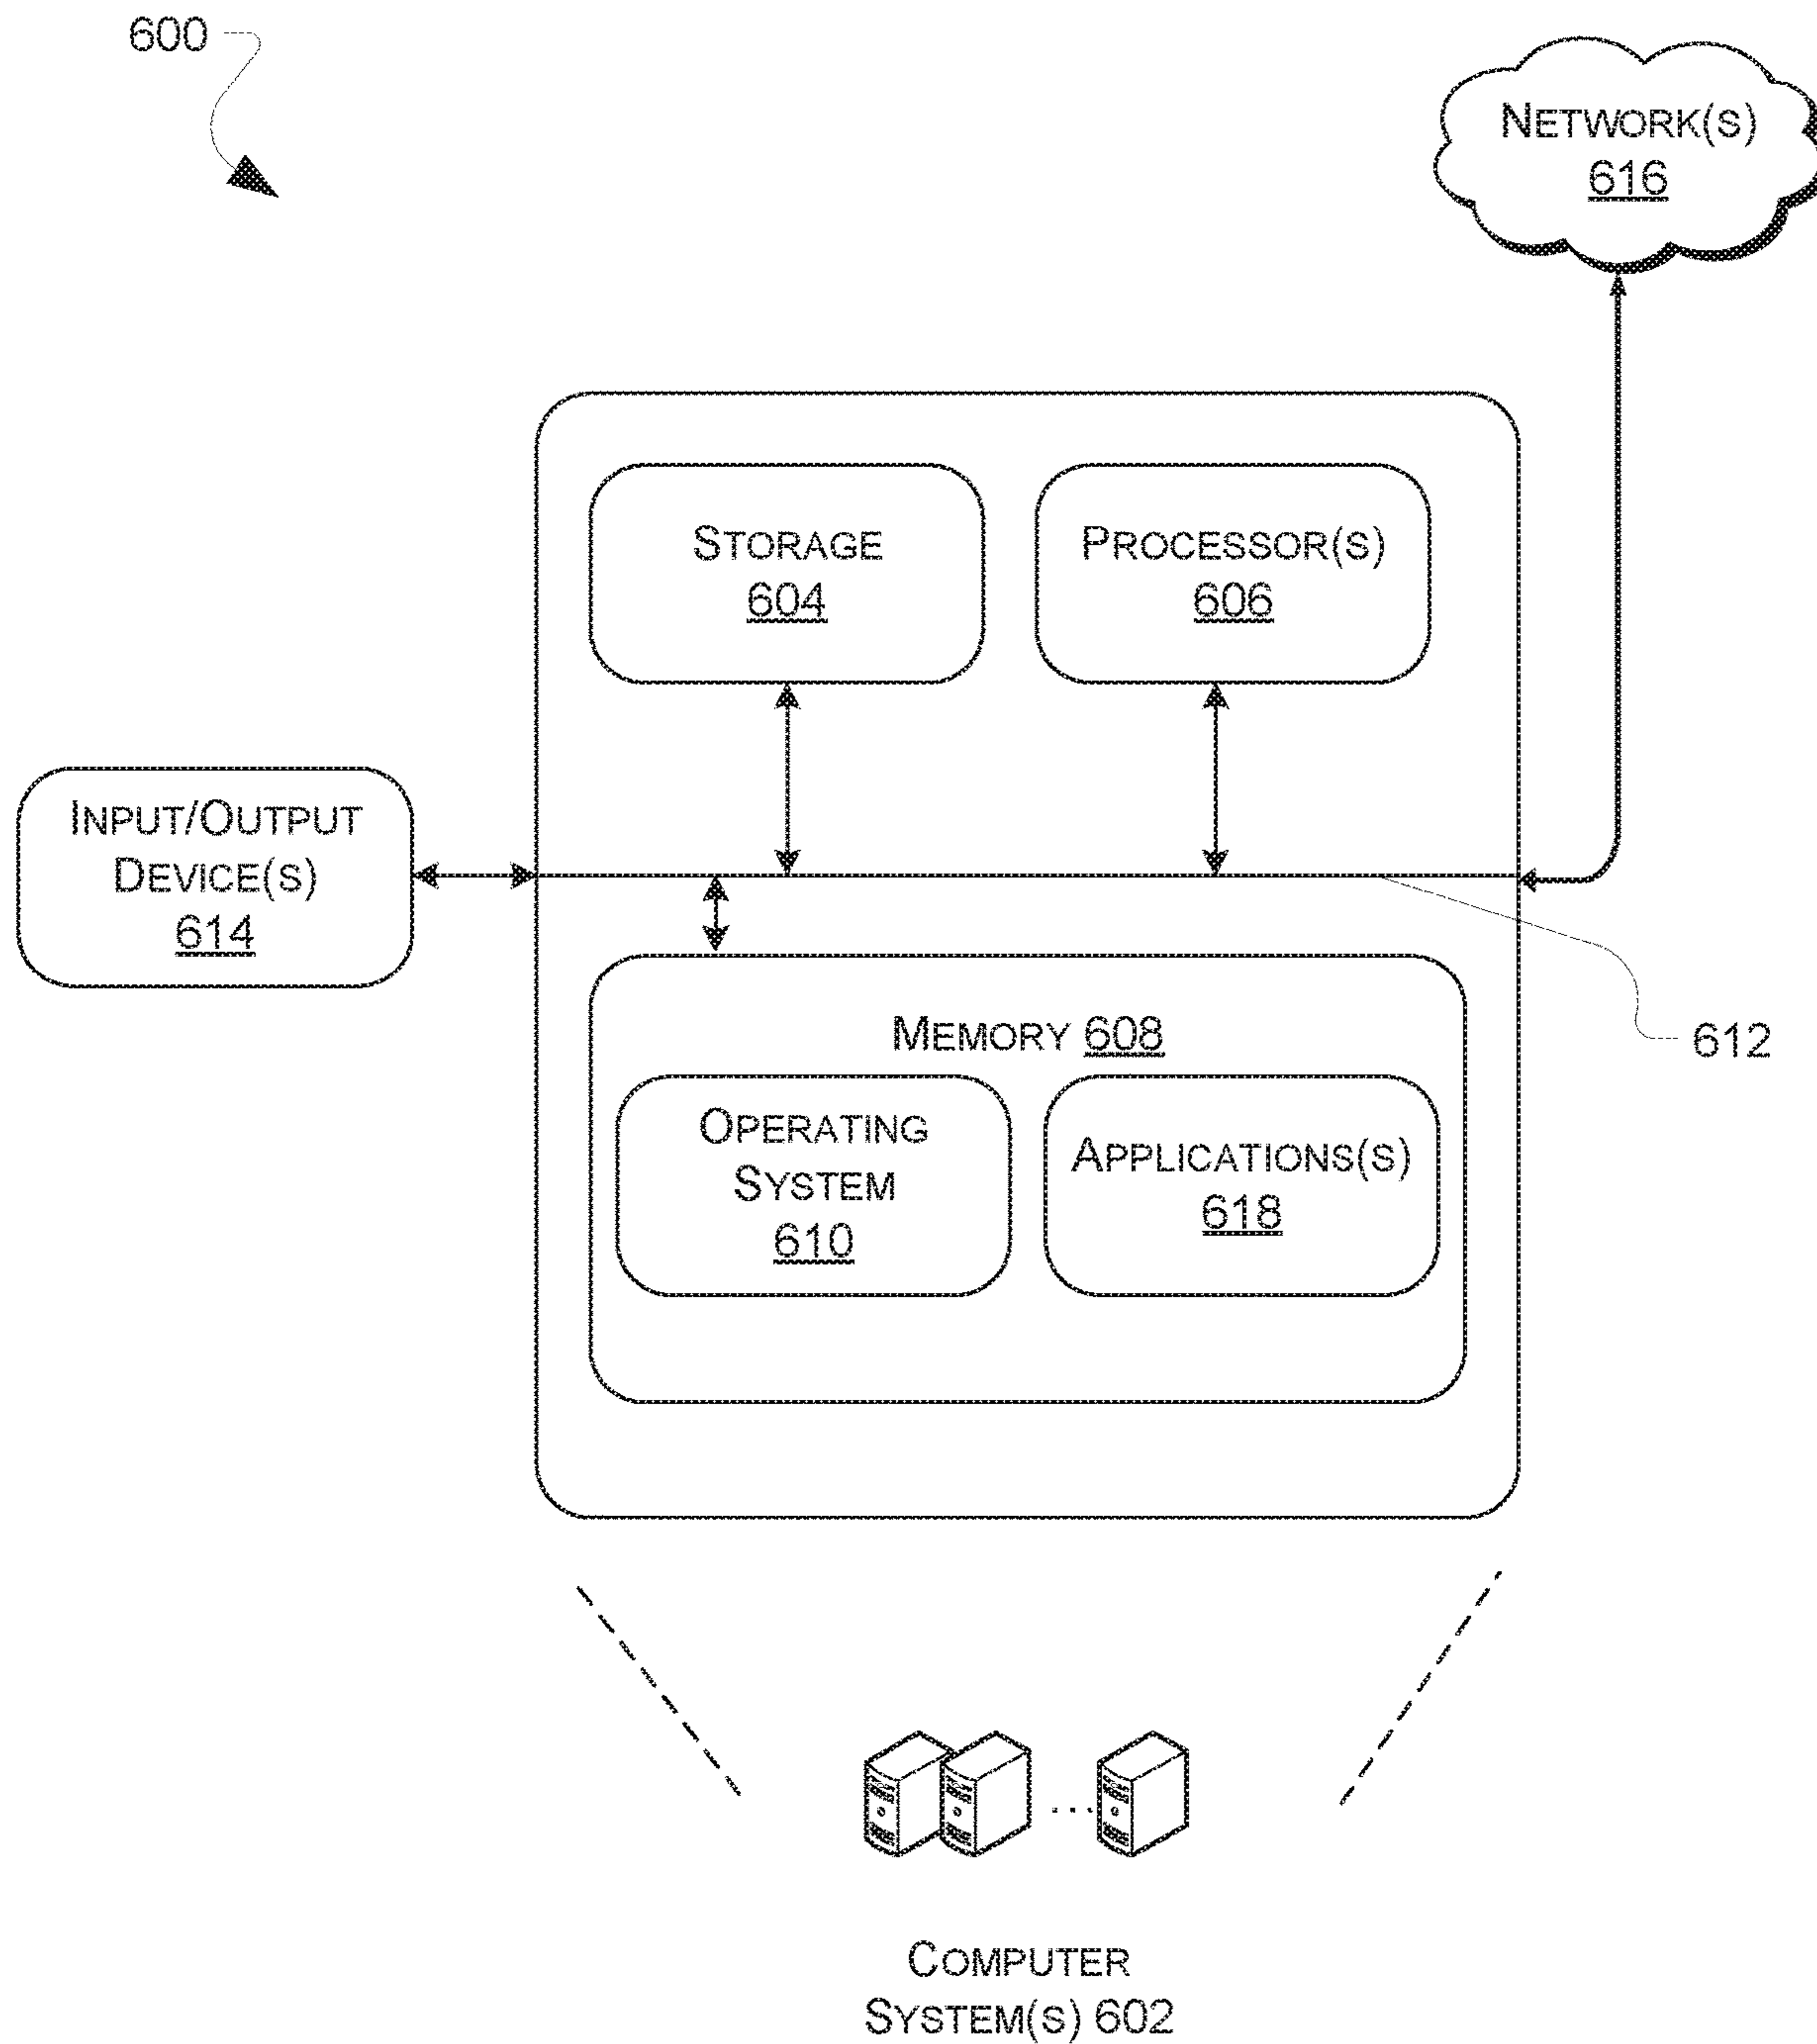 600
NETWORK(S)
616
STORAGE
604
PROCESSOR(S)
606
INPUT/OUTPUT
DEVICE(S)
614
MEMORY 608
612
OPERATING
SYSTEM
610
APPLICATIONS(S)
618
...
COMPUTER
SYSTEM(S) 602